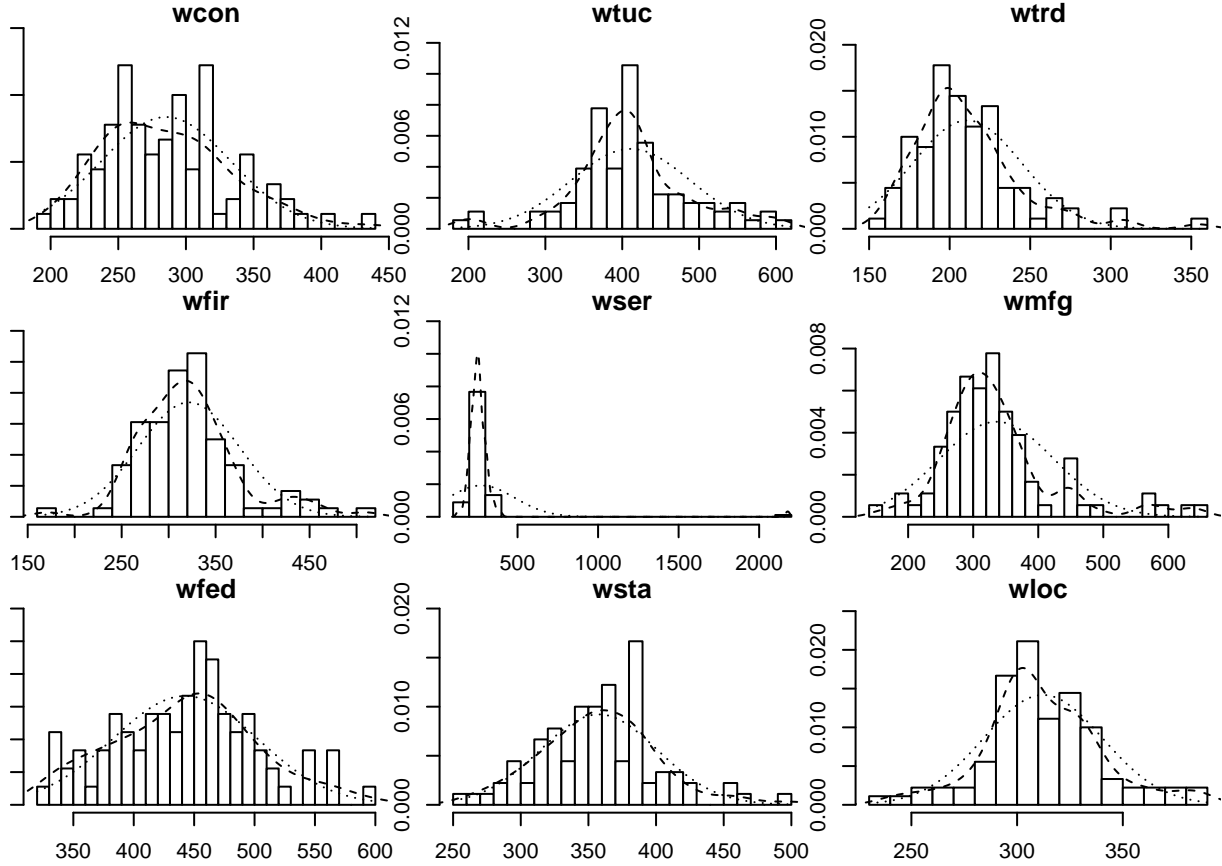 wcon
wtuc
wtrd
0.000 0.006 0.012
0.000 0.010 0.020
200 250 300 350 400 450
200 300 400 500 600
150 200 250 300 350
wfir
wser
wmfg
0.000 0.006 0.012
0.000 0.004 0.008
150 250 350 450
500 1000 1500 2000
200 300 400 500 600
wfed
wsta
wloc
0.000 0.010 0.020
0.000 0.010 0.020
350 400 450 500 550 600
250 300 350 400 450 500
250 300 350